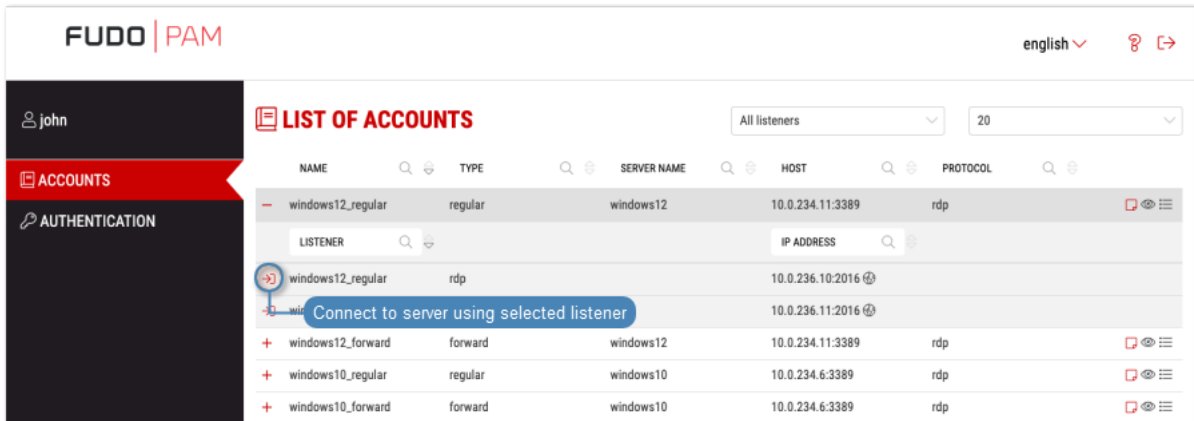 FUDO | PAM
english
john
LIST OF ACCOUNTS
All listeners
20
ACCOUNTS
AUTHENTICATION
NAME TYPE SERVER NAME HOST PROTOCOL
windows12_regular regular windows12 10.0.234.11:3389 rdp
LISTENER IP ADDRESS
windows12_regular rdp 10.0.236.10:2016
Connect to server using selected listener
10.0.236.11:2016
windows12_forward forward windows12 10.0.234.11:3389 rdp
windows10_regular regular windows10 10.0.234.6:3389 rdp
windows10_forward forward windows10 10.0.234.6:3389 rdp